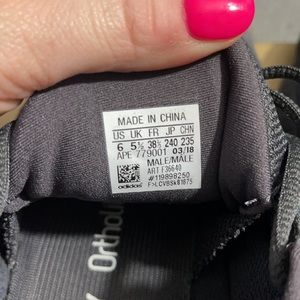 MADE IN CHINA
US UK FR JP CHN
6 5½ 38⅔ 240 235
APE 779001 03/18
MALE/MÂLE
ART F36640
#119898250
adidas
Ortho